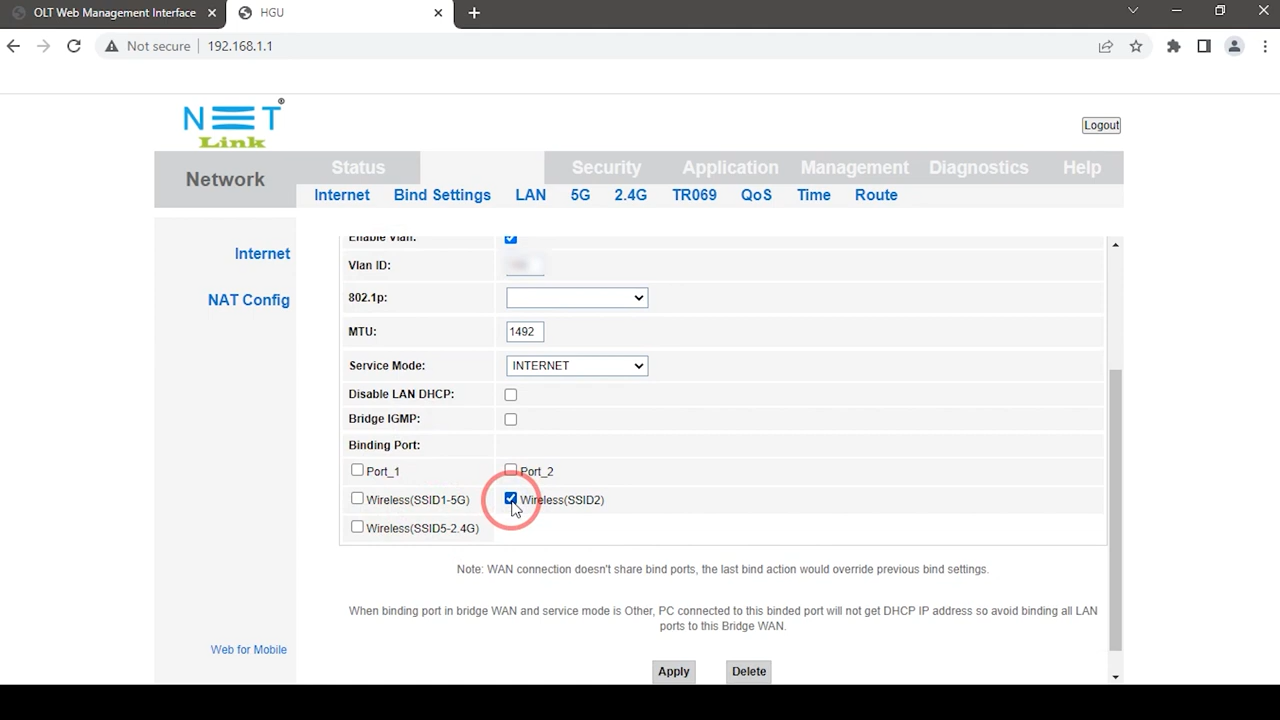 OLT Web Management Interface
HGU
Not secure
192.168.1.1
NET
Link
®
Logout
Network
Status
Security
Application
Management
Diagnostics
Help
Internet
Bind Settings
LAN
5G
2.4G
TR069
QoS
Time
Route
Internet
NAT Config
Enable Vlan:
Vlan ID:
802.1p:
MTU: 1492
Service Mode: INTERNET
Disable LAN DHCP:
Bridge IGMP:
Binding Port:
Port_1 Port_2
Wireless(SSID1-5G) Wireless(SSID2)
Wireless(SSID5-2.4G)
Note: WAN connection doesn't share bind ports, the last bind action would override previous bind settings.
When binding port in bridge WAN and service mode is Other, PC connected to this binded port will not get DHCP IP address so avoid binding all LAN
ports to this Bridge WAN.
Web for Mobile
Apply Delete